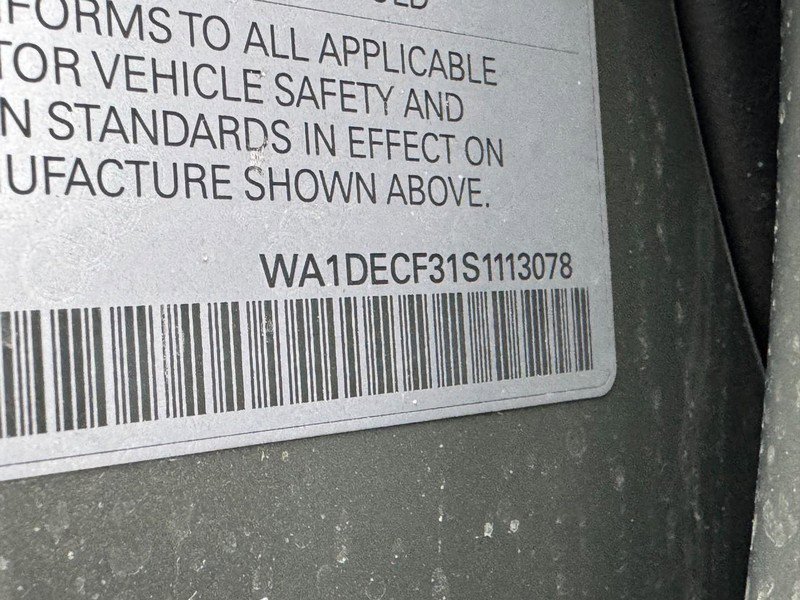 FORMS TO ALL APPLICABLE
TOR VEHICLE SAFETY AND
N STANDARDS IN EFFECT ON
UFACTURE SHOWN ABOVE.
WA1DECF31S1113078